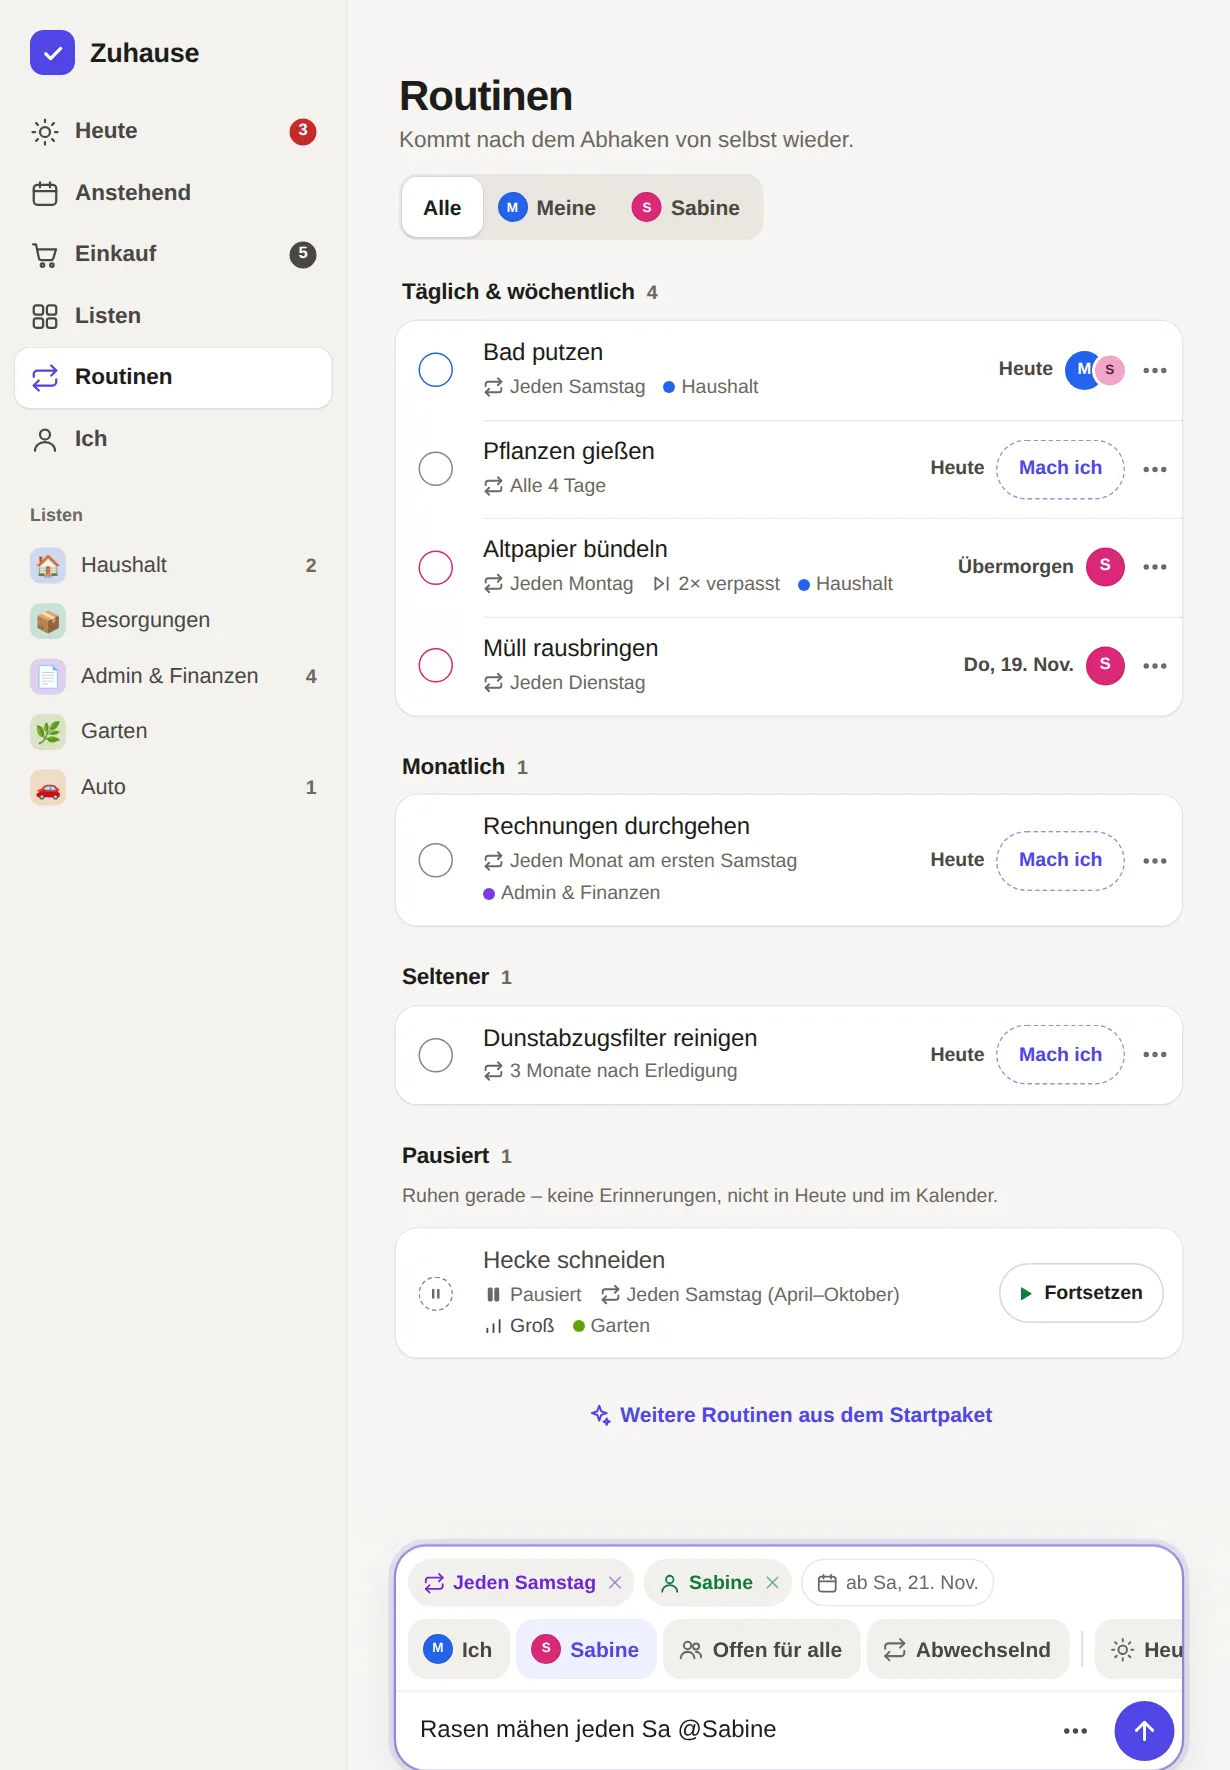 Zuhause
Heute 3
Anstehend
Einkauf 5
Listen
Routinen
Ich
Listen
Haushalt 2
Besorgungen
Admin & Finanzen 4
Garten
Auto 1
Routinen
Kommt nach dem Abhaken von selbst wieder.
Alle M Meine S Sabine
Täglich & wöchentlich 4
Bad putzen
Jeden Samstag Haushalt
Heute M S
Pflanzen gießen
Alle 4 Tage
Heute Mach ich
Altpapier bündeln
Jeden Montag 2× verpasst Haushalt
Übermorgen S
Müll rausbringen
Jeden Dienstag
Do, 19. Nov. S
Monatlich 1
Rechnungen durchgehen
Jeden Monat am ersten Samstag
Admin & Finanzen
Heute Mach ich
Seltener 1
Dunstabzugsfilter reinigen
3 Monate nach Erledigung
Heute Mach ich
Pausiert 1
Ruhen gerade – keine Erinnerungen, nicht in Heute und im Kalender.
Hecke schneiden
Pausiert Jeden Samstag (April–Oktober)
Groß Garten
Fortsetzen
Weitere Routinen aus dem Startpaket
Jeden Samstag Sabine ab Sa, 21. Nov.
M Ich S Sabine Offen für alle Abwechselnd Heu
Rasen mähen jeden Sa @Sabine